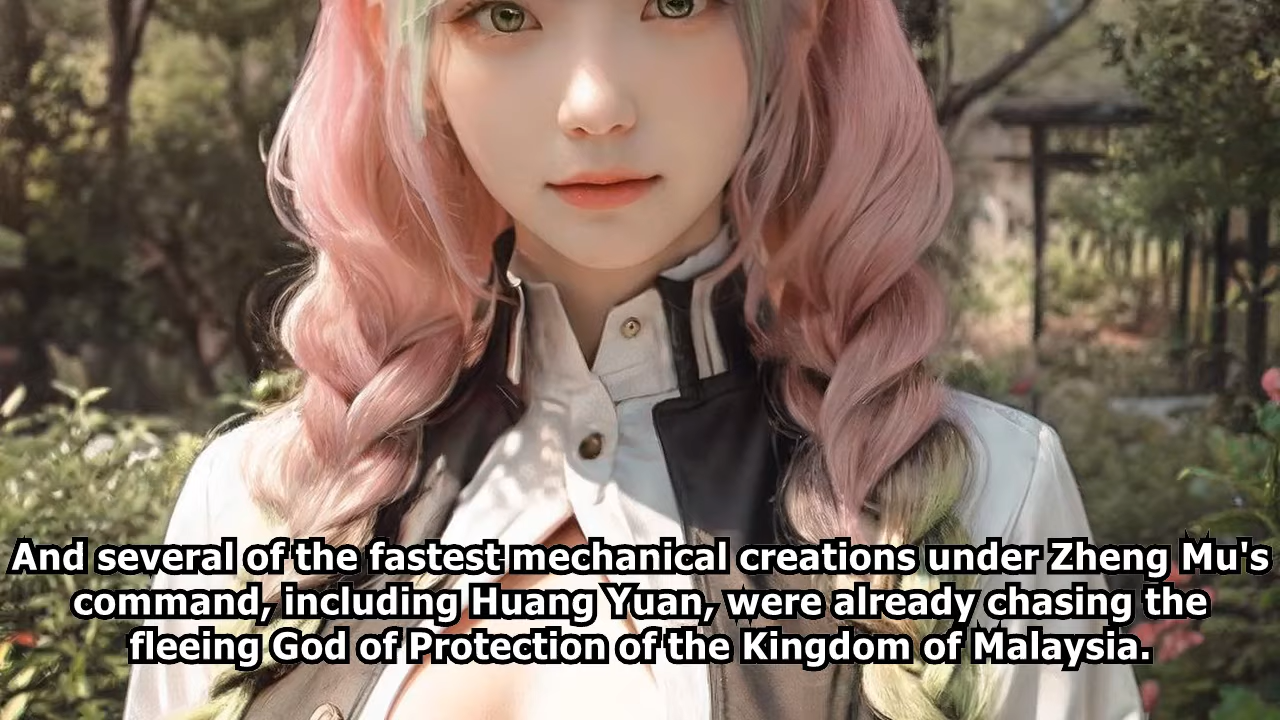 And several of the fastest mechanical creations under Zheng Mu's
command, including Huang Yuan, were already chasing the
fleeing God of Protection of the Kingdom of Malaysia.